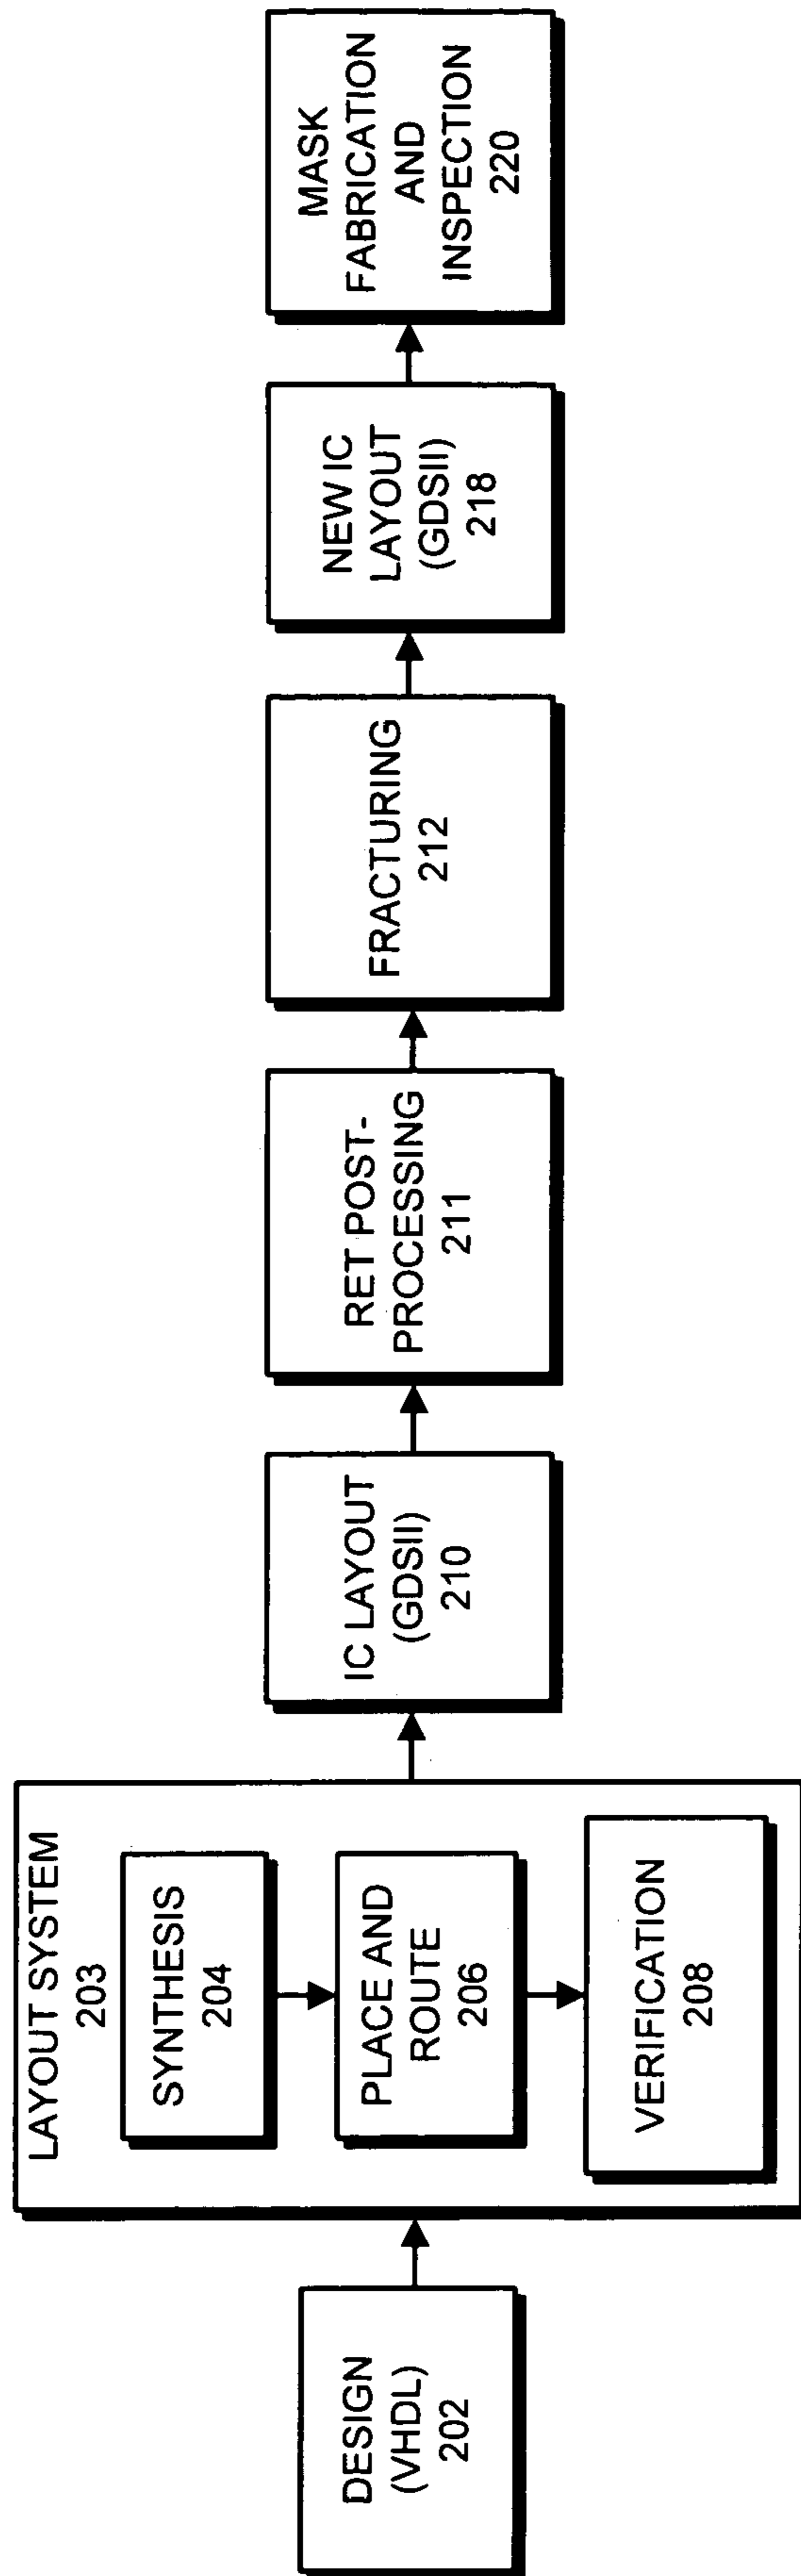 DESIGN
(VHDL)
202
LAYOUT SYSTEM
203
SYNTHESIS
204
PLACE AND
ROUTE
206
VERIFICATION
208
IC LAYOUT
(GDSII)
210
RET POST-
PROCESSING
211
FRACTURING
212
NEW IC
LAYOUT
(GDSII)
218
MASK
FABRICATION
AND
INSPECTION
220